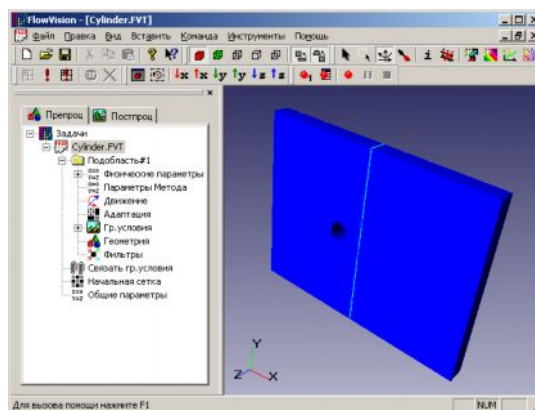 FlowVision - [Cylinder.FVT]
Файл Правка Вид Вставить Команда Инструменты Помощь
↓x ↑x ↓y ↑y ↓z ↑z
Препроц Постпроц
Задачи
Cylinder.FVT
Подобласть#1
Физические параметры
Параметры Метода
Движение
Адаптация
Гр.условия
Геометрия
Фильтры
Связать гр.условия
Начальная сетка
Общие параметры
Y
Z X
Для вызова помощи нажмите F1 NUM